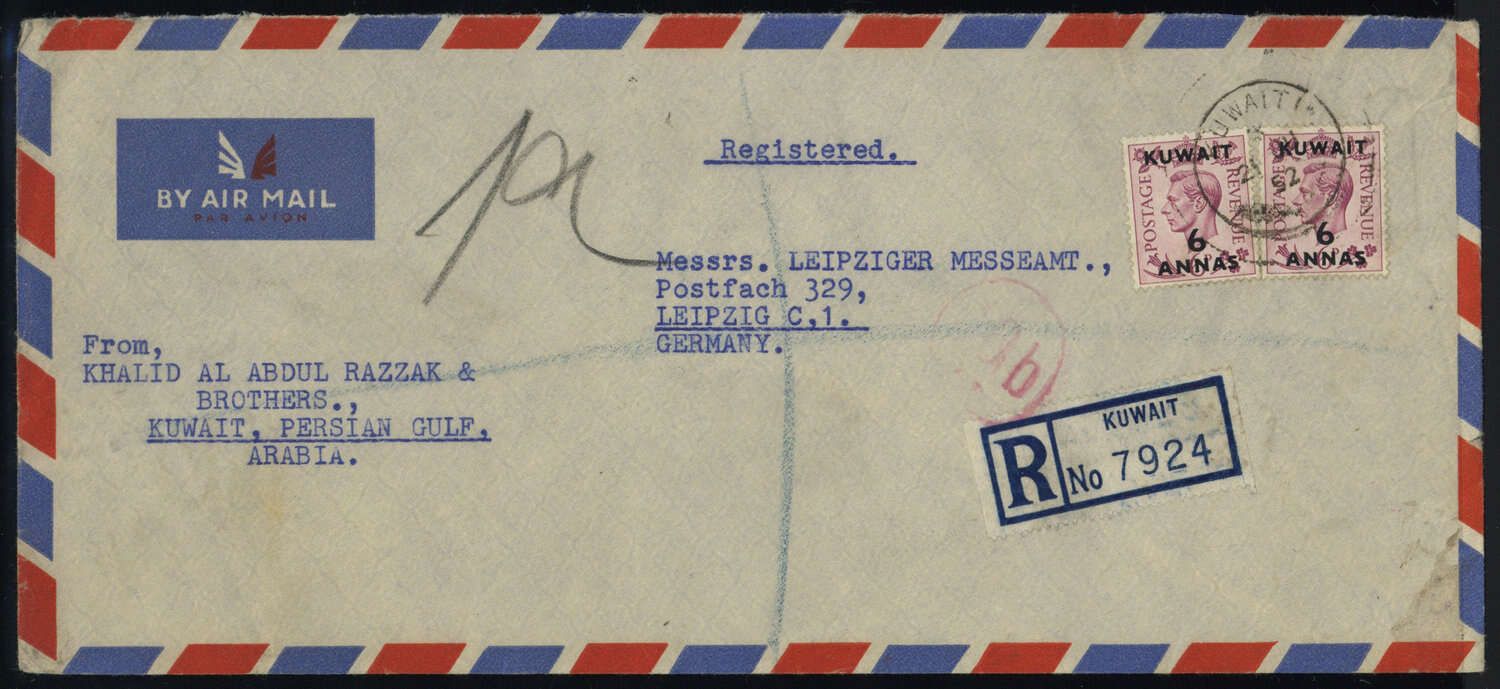 BY AIR MAIL
PAR AVION
Registered.
KUWAIT
POSTAGE
REVENUE
6
ANNAS
KUWAIT
POSTAGE
REVENUE
6
ANNAS
KUWAIT
21
52
Messrs. LEIPZIGER MESSEAMT.,
Postfach 329,
LEIPZIG C,1.
GERMANY.
From,
KHALID AL ABDUL RAZZAK &
BROTHERS.,
KUWAIT, PERSIAN GULF,
ARABIA.
b
KUWAIT
R No 7924